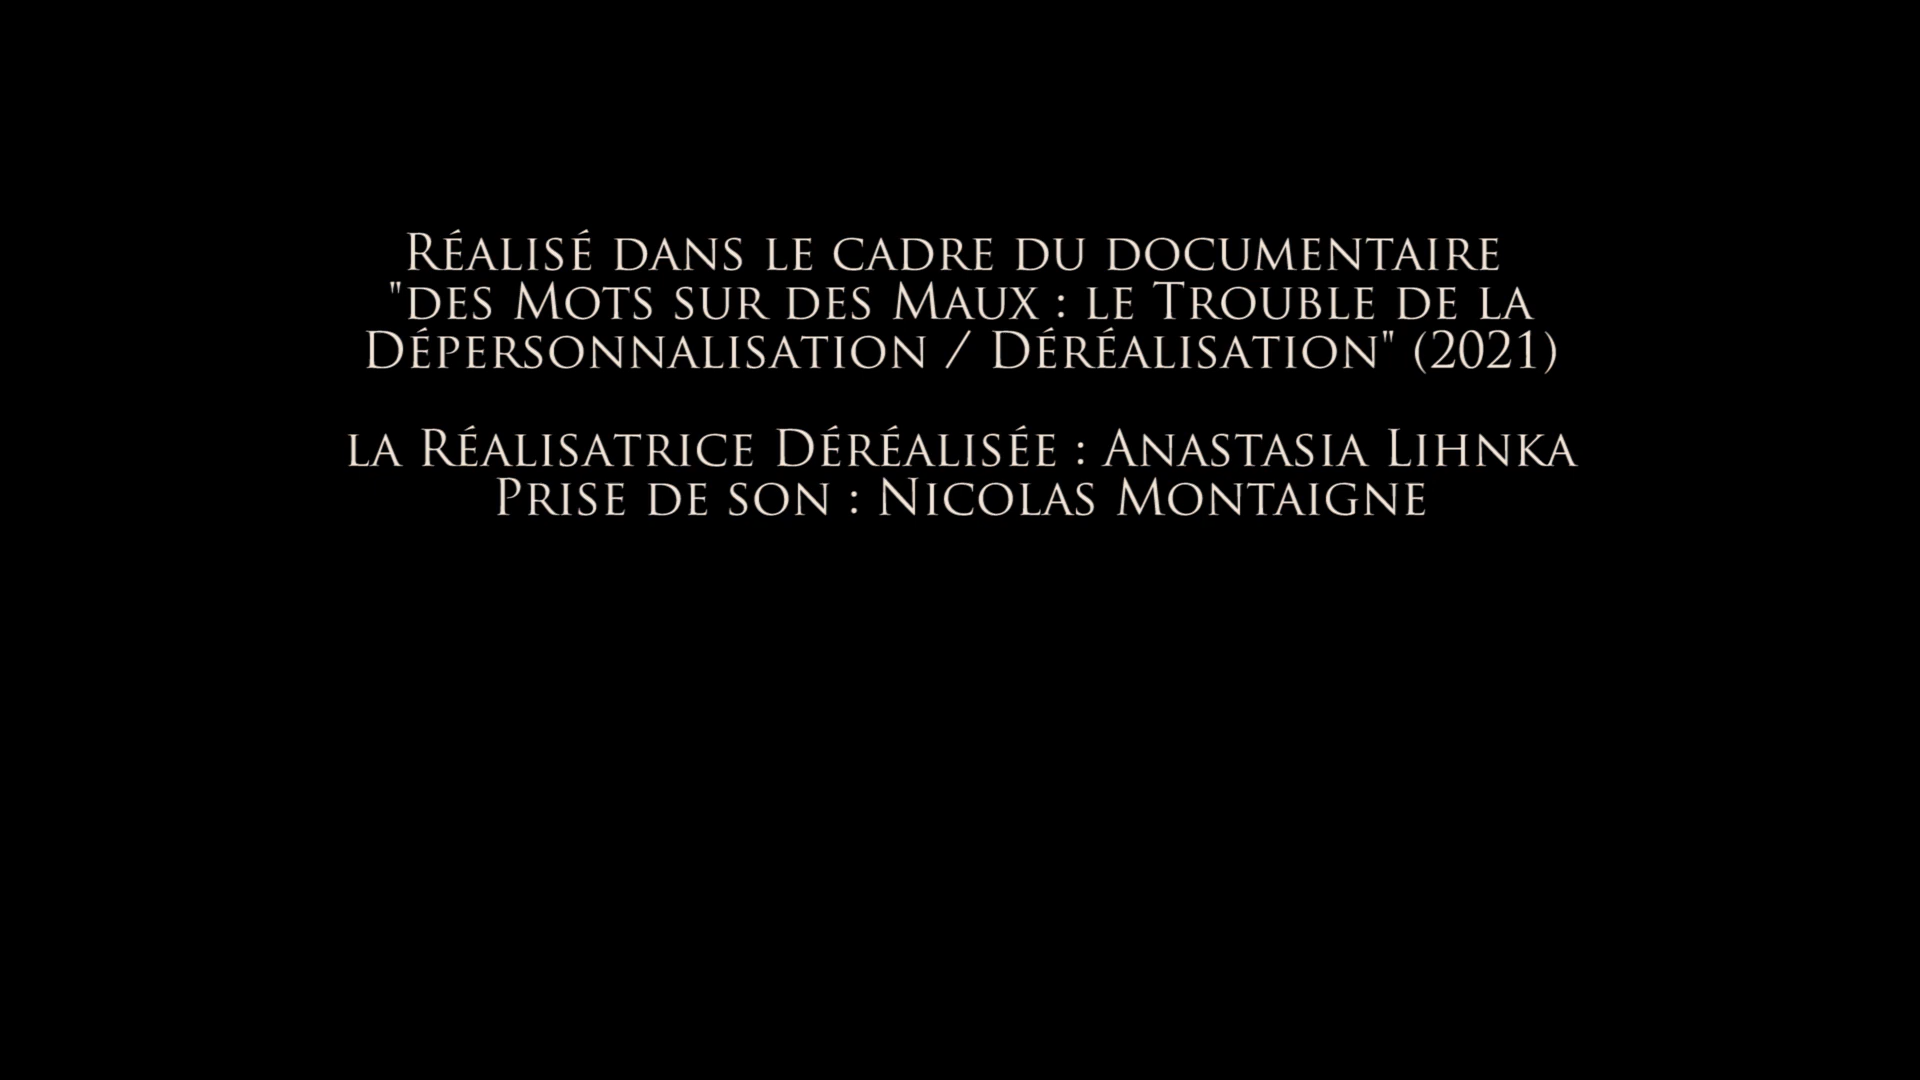 Réalisé dans le cadre du documentaire
"des Mots sur des Maux : le Trouble de la
Dépersonnalisation / Déréalisation" (2021)
la Réalisatrice Déréalisée : Anastasia Lihnka
Prise de son : Nicolas Montaigne